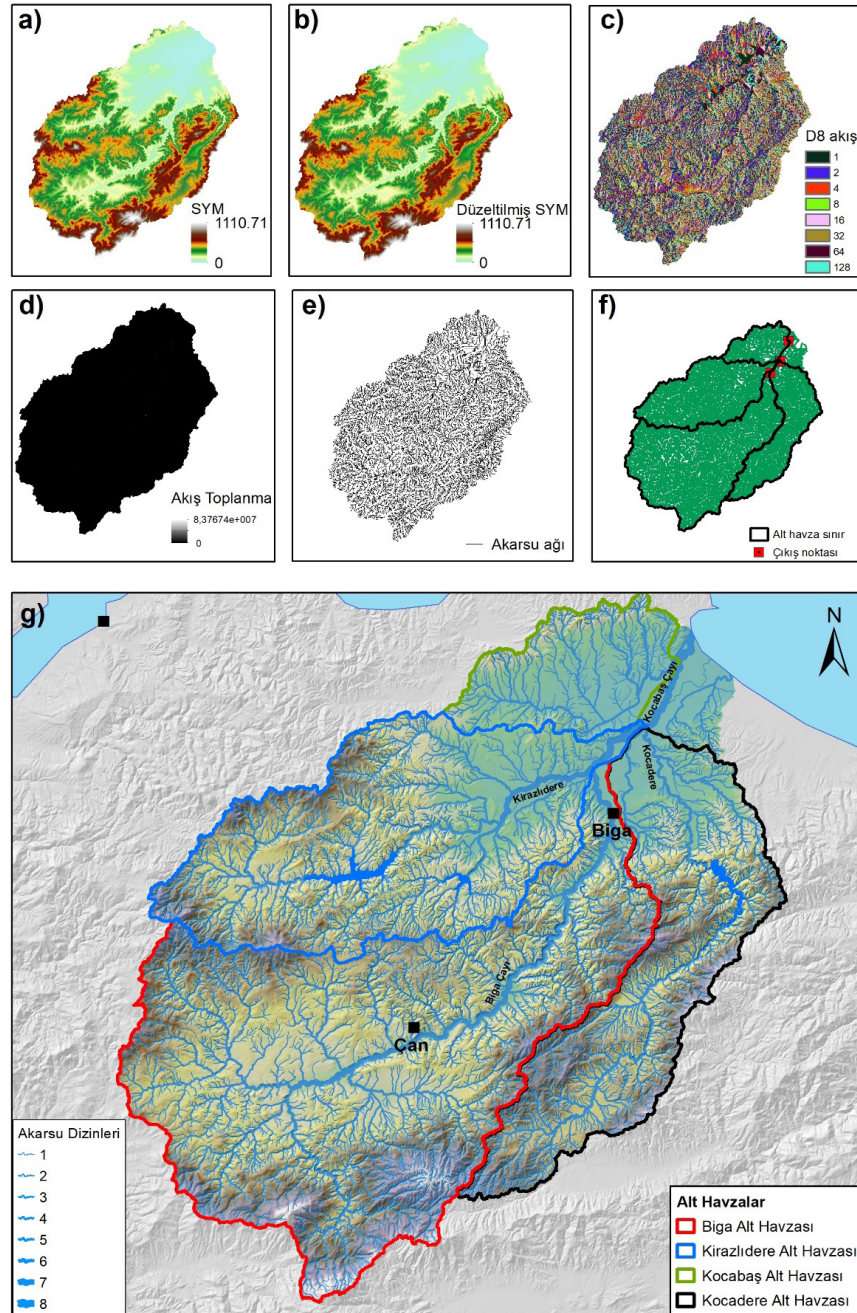 a)
SYM
1110.71
0
b)
Düzeltilmiş SYM
1110.71
0
c)
D8 akış
1
2
4
8
16
32
64
128
d)
Akış Toplanma
8,37674e+007
0
e)
Akarsu ağı
f)
Alt havza sınır
Çıkış noktası
g)
N
Kocabaş Çayı
Kocadere
Kirazlıdere
Biga
Biga Çayı
Çan
Akarsu Dizinleri
1
2
3
4
5
6
7
8
Alt Havzalar
Biga Alt Havzası
Kirazlıdere Alt Havzası
Kocabaş Alt Havzası
Kocadere Alt Havzası